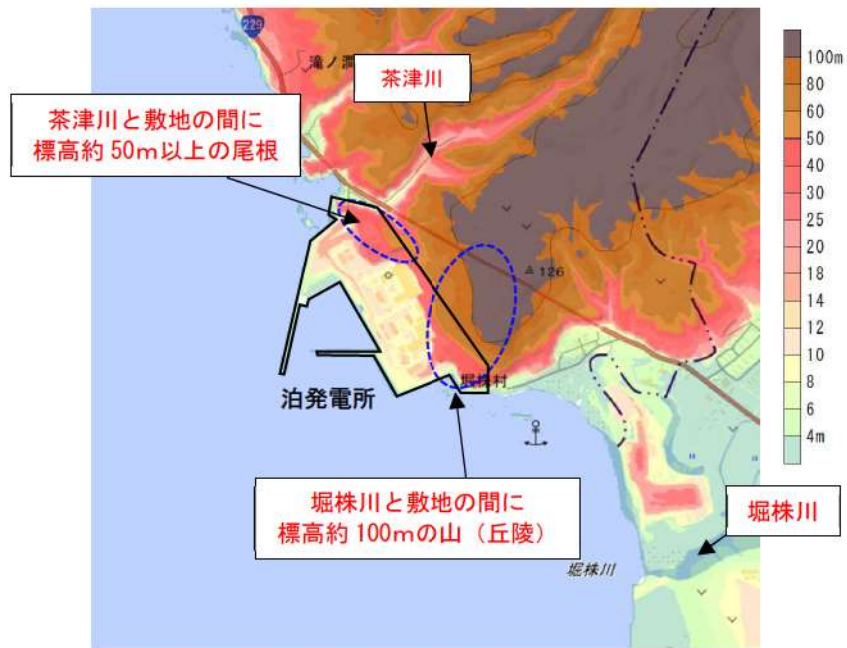 229
滝ノ澗
茶津川
茶津川と敷地の間に
標高約50m以上の尾根
126
堀株村
泊発電所
堀株川と敷地の間に
標高約100mの山（丘陵）
堀株川
堀株川
100m
80
60
50
40
30
25
20
18
14
12
10
8
6
4m